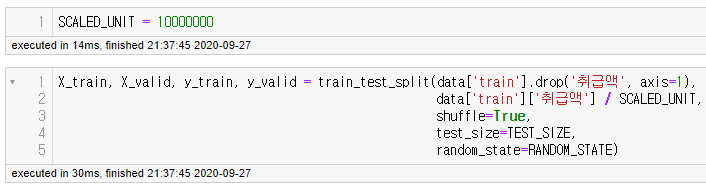 1 SCALED_UNIT = 10000000
executed in 14ms, finished 21:37:45 2020-09-27
1 X_train, X_valid, y_train, y_valid = train_test_split(data['train'].drop('취급액', axis=1),
2 data['train']['취급액'] / SCALED_UNIT,
3 shuffle=True,
4 test_size=TEST_SIZE,
5 random_state=RANDOM_STATE)
executed in 30ms, finished 21:37:45 2020-09-27